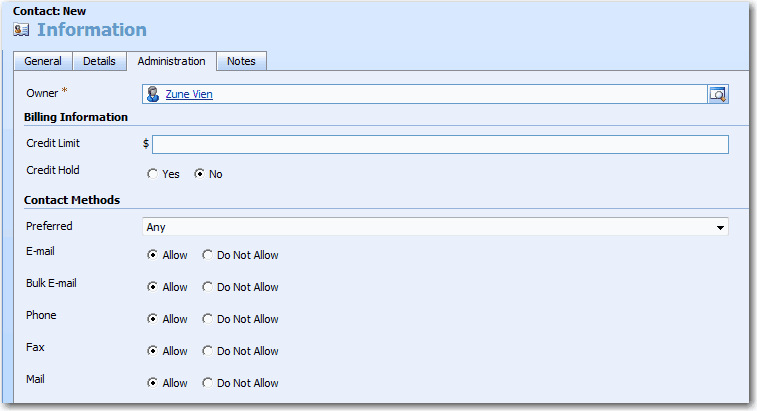 Contact: New
Information
General Details Administration Notes
Owner * Zune Vien
Billing Information
Credit Limit $
Credit Hold Yes No
Contact Methods
Preferred Any
E-mail Allow Do Not Allow
Bulk E-mail Allow Do Not Allow
Phone Allow Do Not Allow
Fax Allow Do Not Allow
Mail Allow Do Not Allow